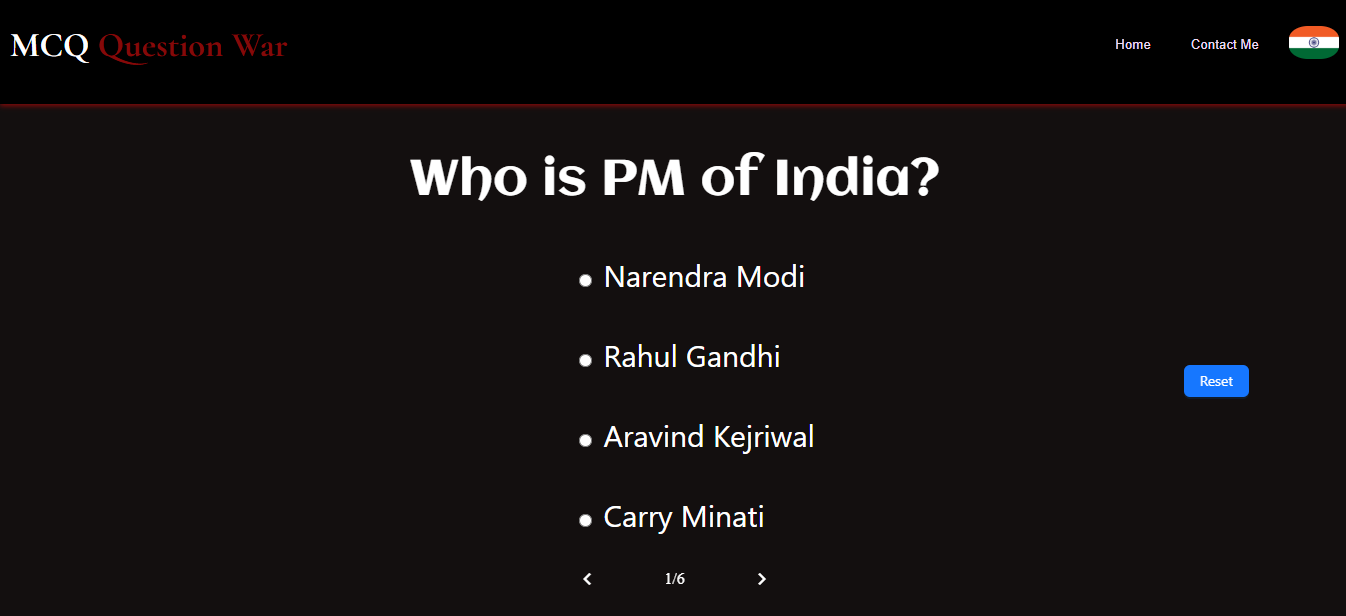 MCQ Question War
Home
Contact Me
Who is PM of India?
Narendra Modi
Rahul Gandhi
Reset
Aravind Kejriwal
Carry Minati
1/6